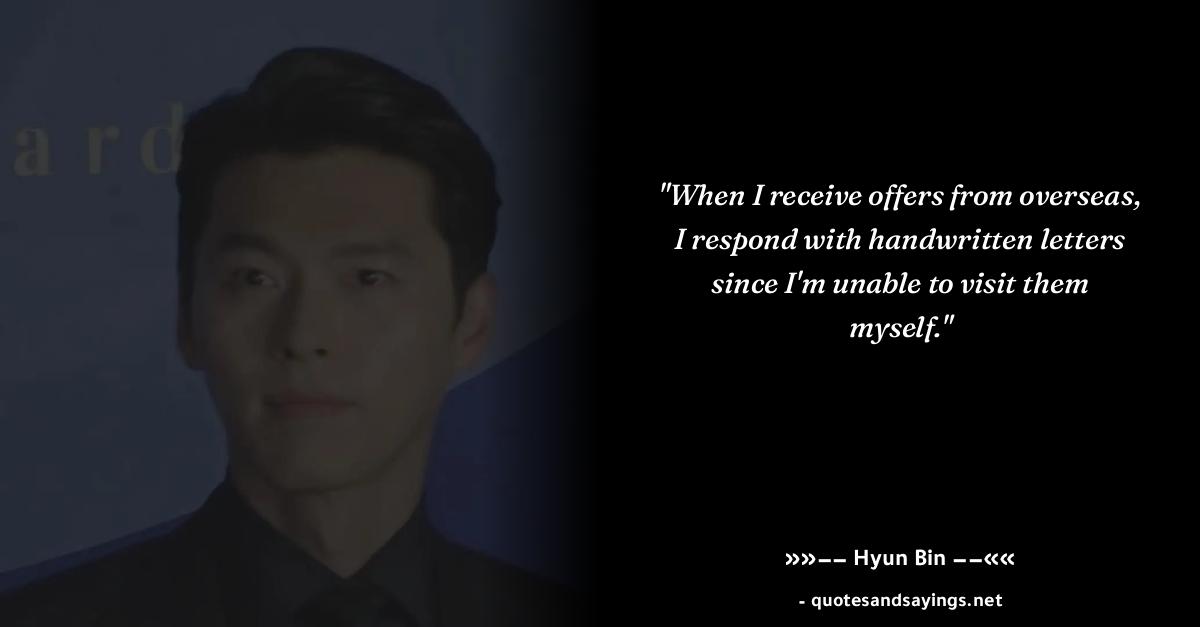 ard
"When I receive offers from overseas,
I respond with handwritten letters
since I'm unable to visit them
myself."
»»–– Hyun Bin ––««
- quotesandsayings.net